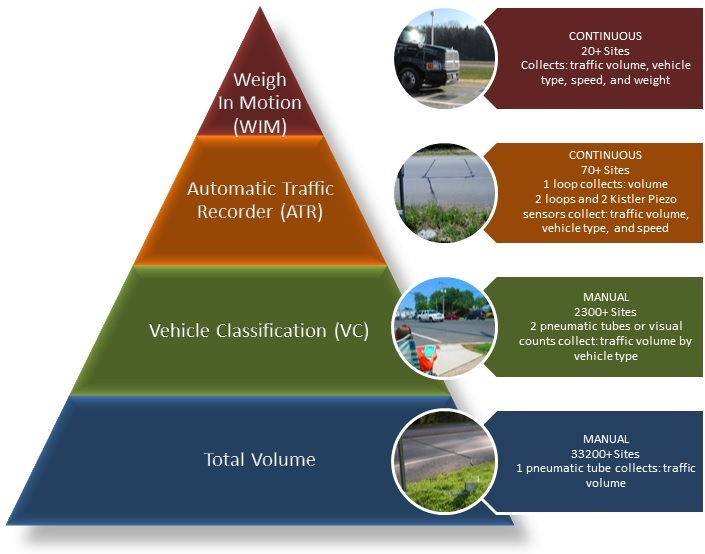 Weigh
In Motion
(WIM)
CONTINUOUS
20+ Sites
Collects: traffic volume, vehicle
type, speed, and weight
Automatic Traffic
Recorder (ATR)
CONTINUOUS
70+ Sites
1 loop collects: volume
2 loops and 2 Kistler Piezo
sensors collect: traffic volume,
vehicle type, and speed
Vehicle Classification (VC)
MANUAL
2300+ Sites
2 pneumatic tubes or visual
counts collect: traffic volume by
vehicle type
Total Volume
MANUAL
33200+ Sites
1 pneumatic tube collects: traffic
volume